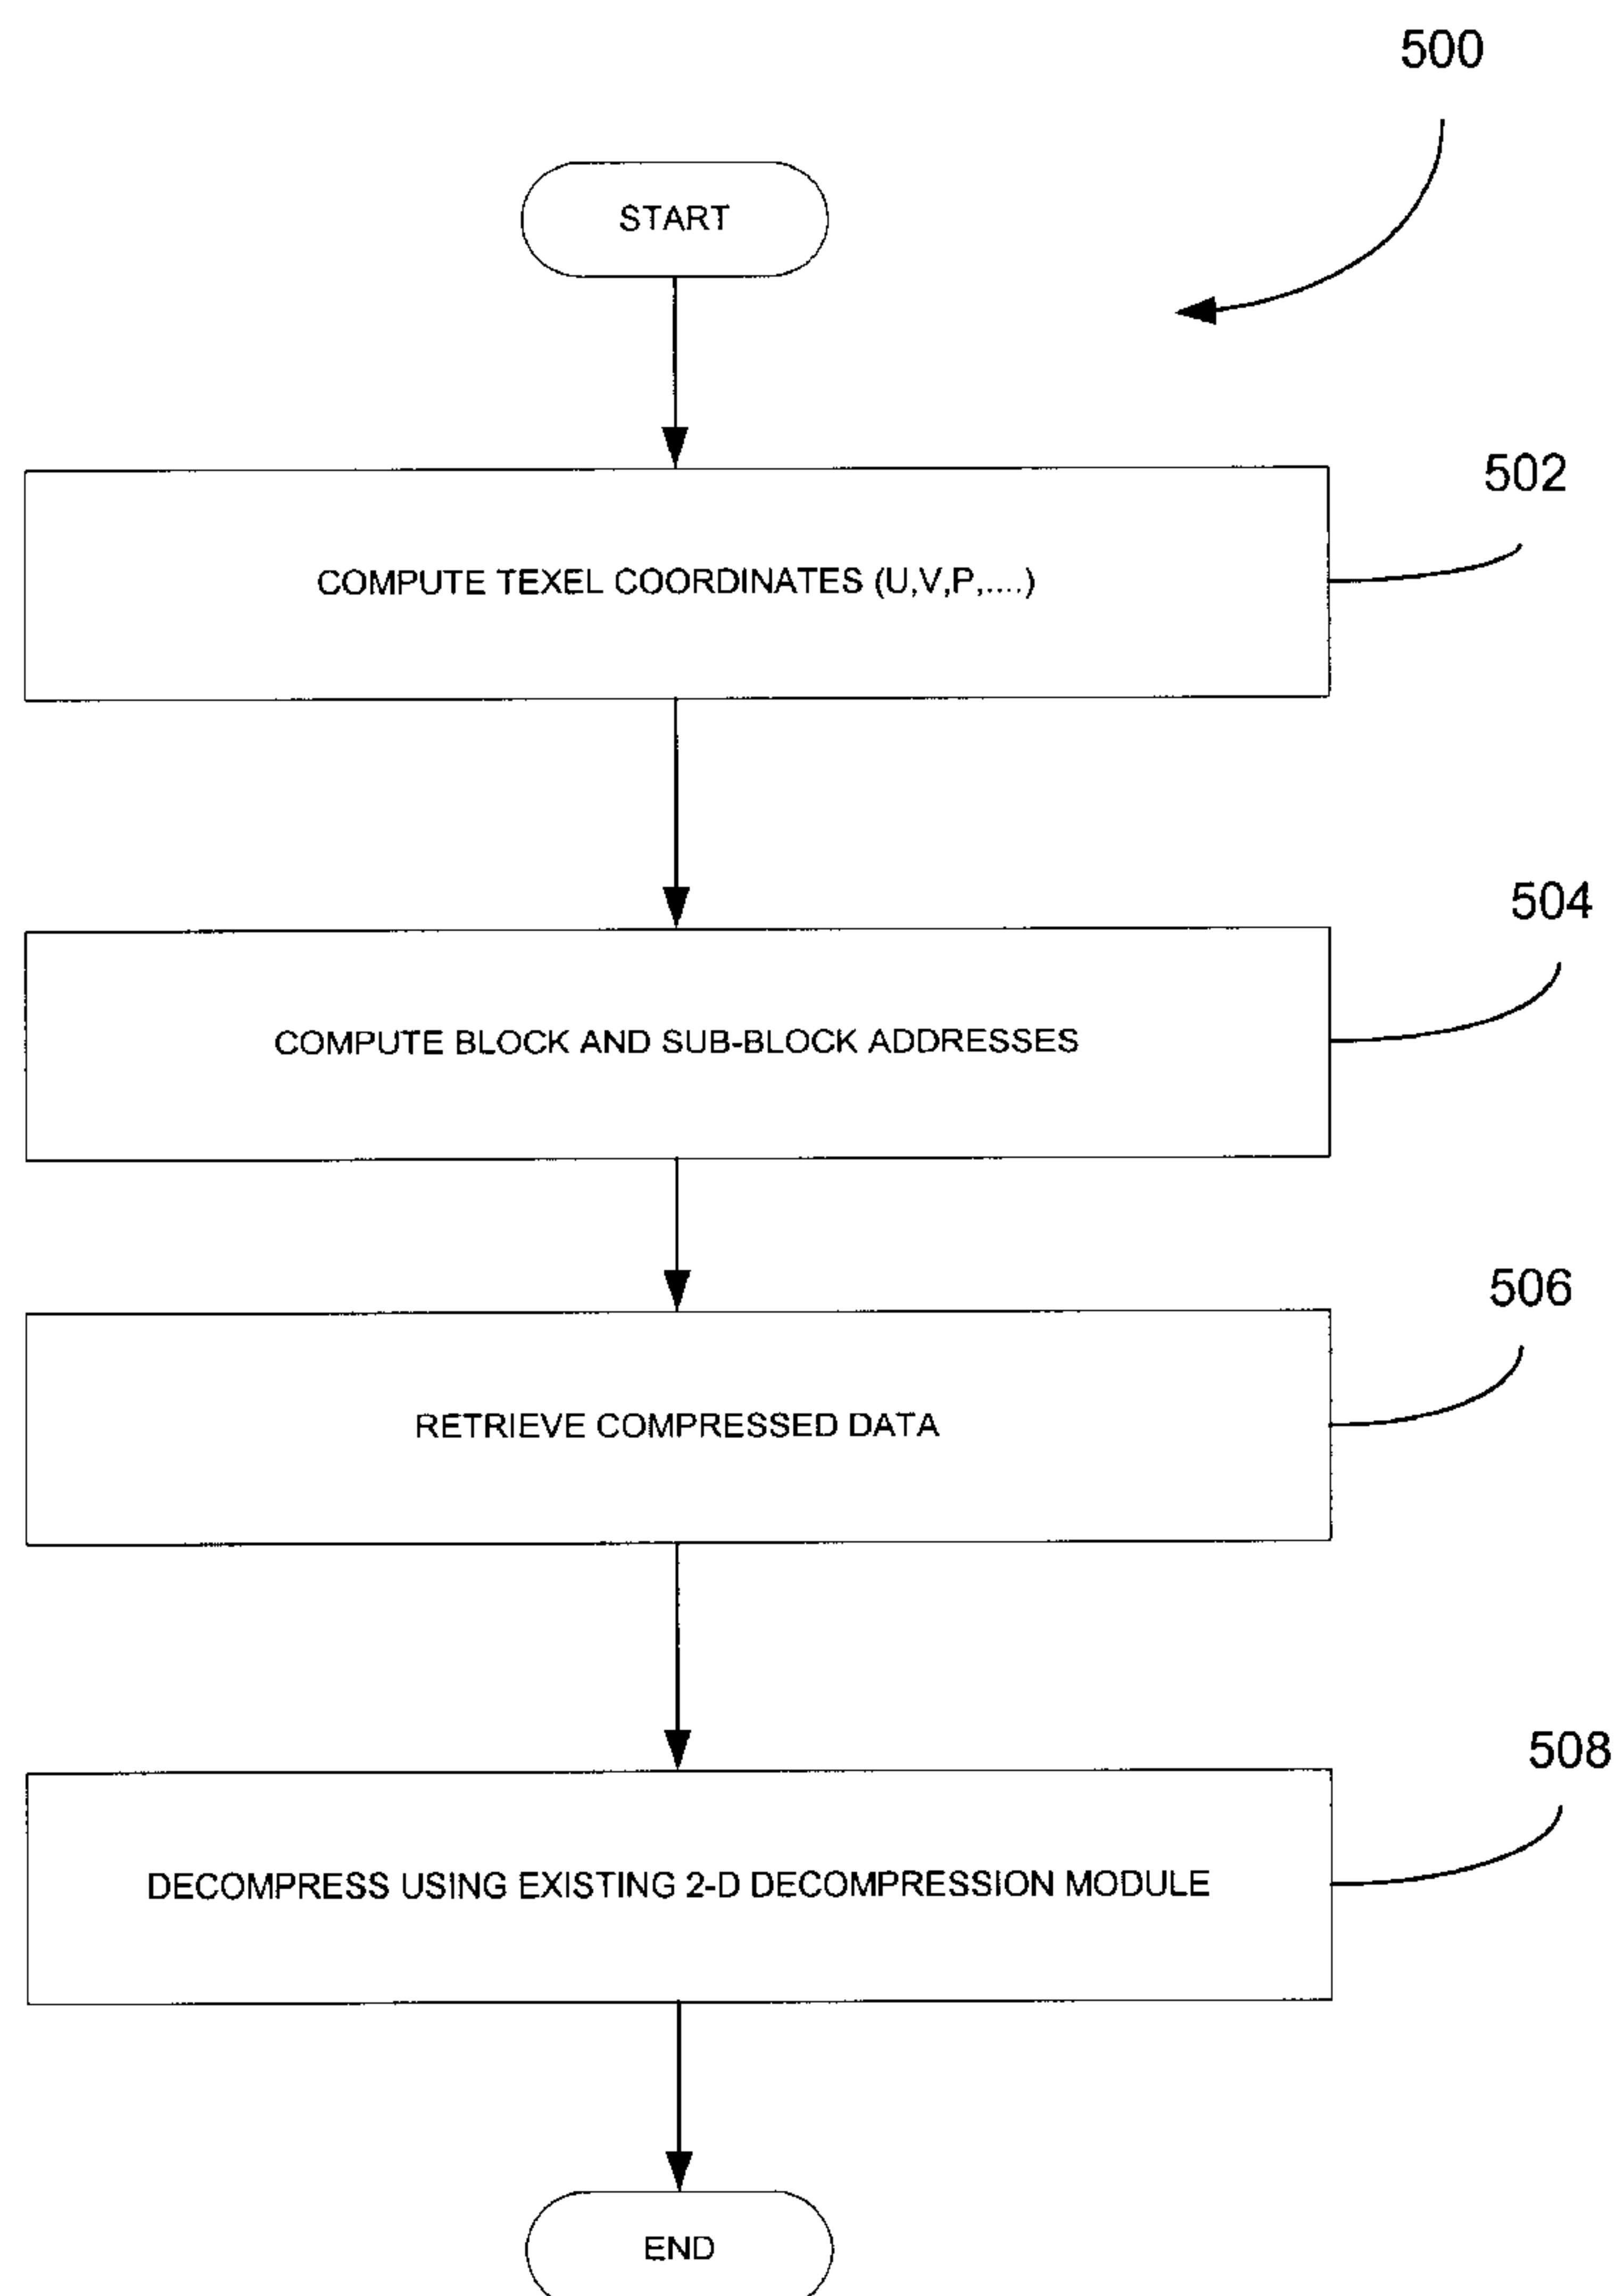 500
START
502
COMPUTE TEXEL COORDINATES (U,V,P,....)
504
COMPUTE BLOCK AND SUB-BLOCK ADDRESSES
506
RETRIEVE COMPRESSED DATA
508
DECOMPRESS USING EXISTING 2-D DECOMPRESSION MODULE
END